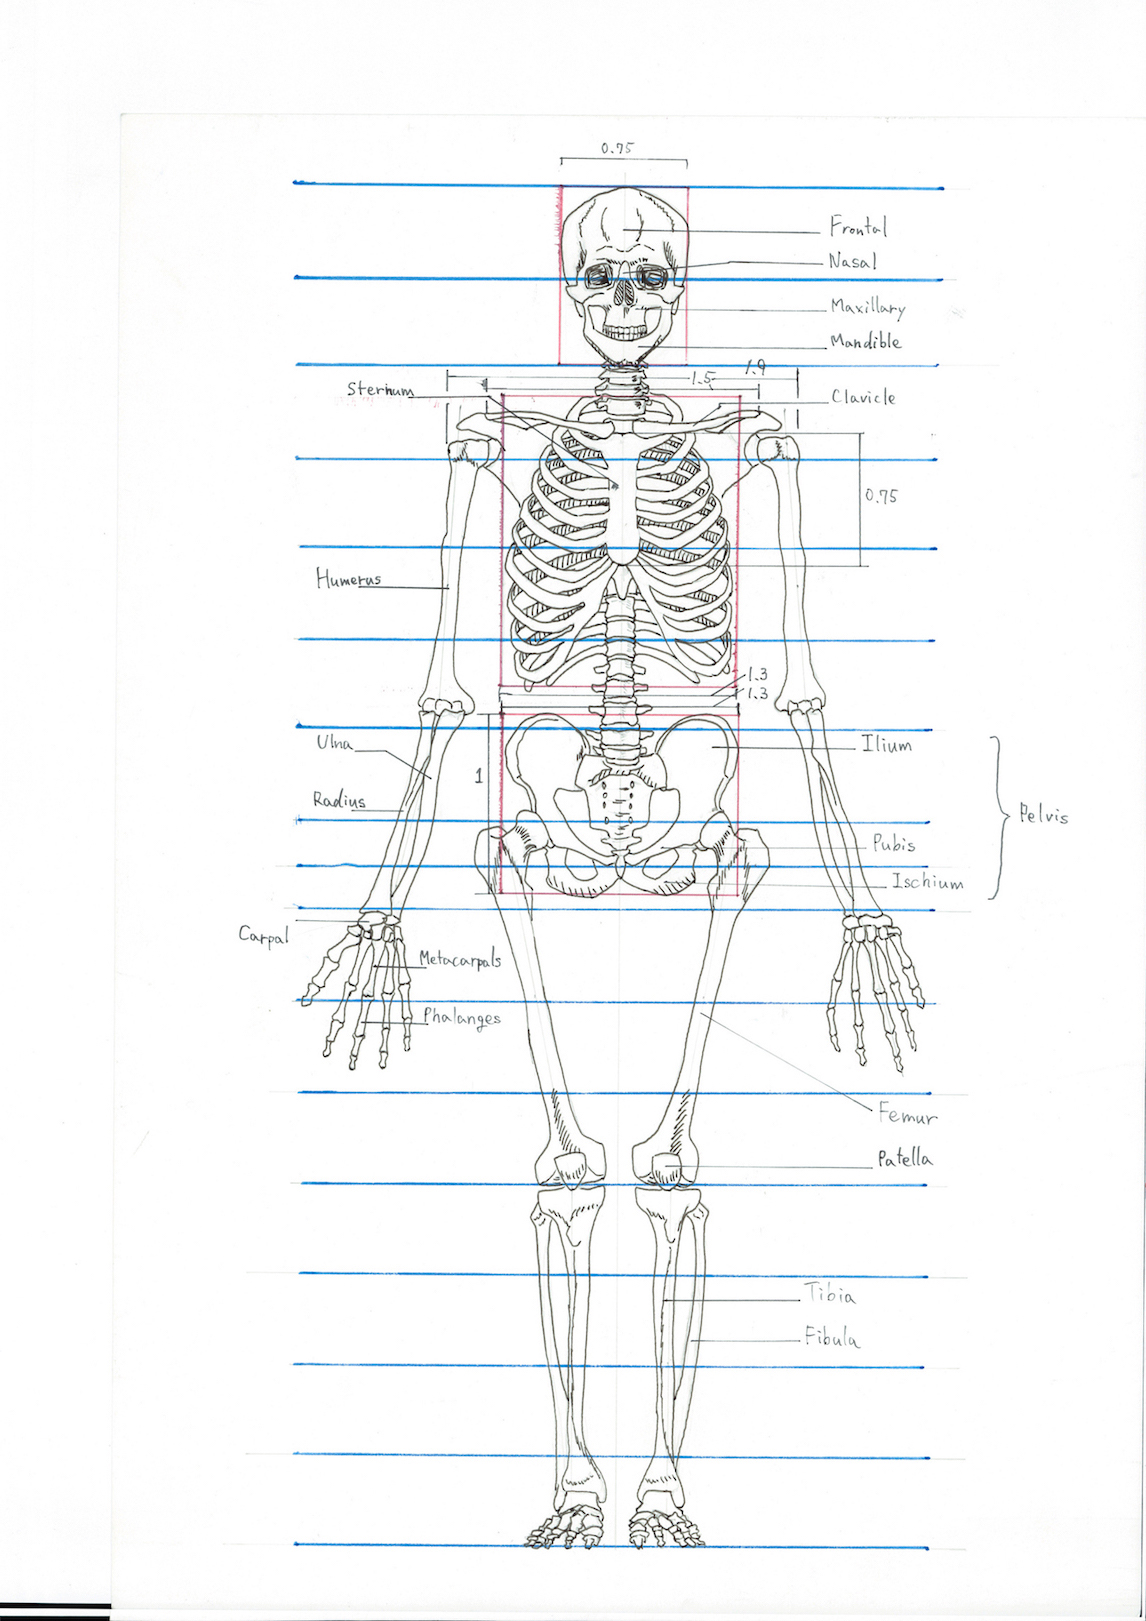 0.75
Frontal
Nasal
Maxillary
Mandible
1.9
1.5
Sternum
Clavicle
0.75
Humerus
1.3
1.3
Ulna
Ilium
1
Radius
Pelvis
Pubis
Ischium
Carpal
Metacarpals
Phalanges
Femur
Patella
Tibia
Fibula